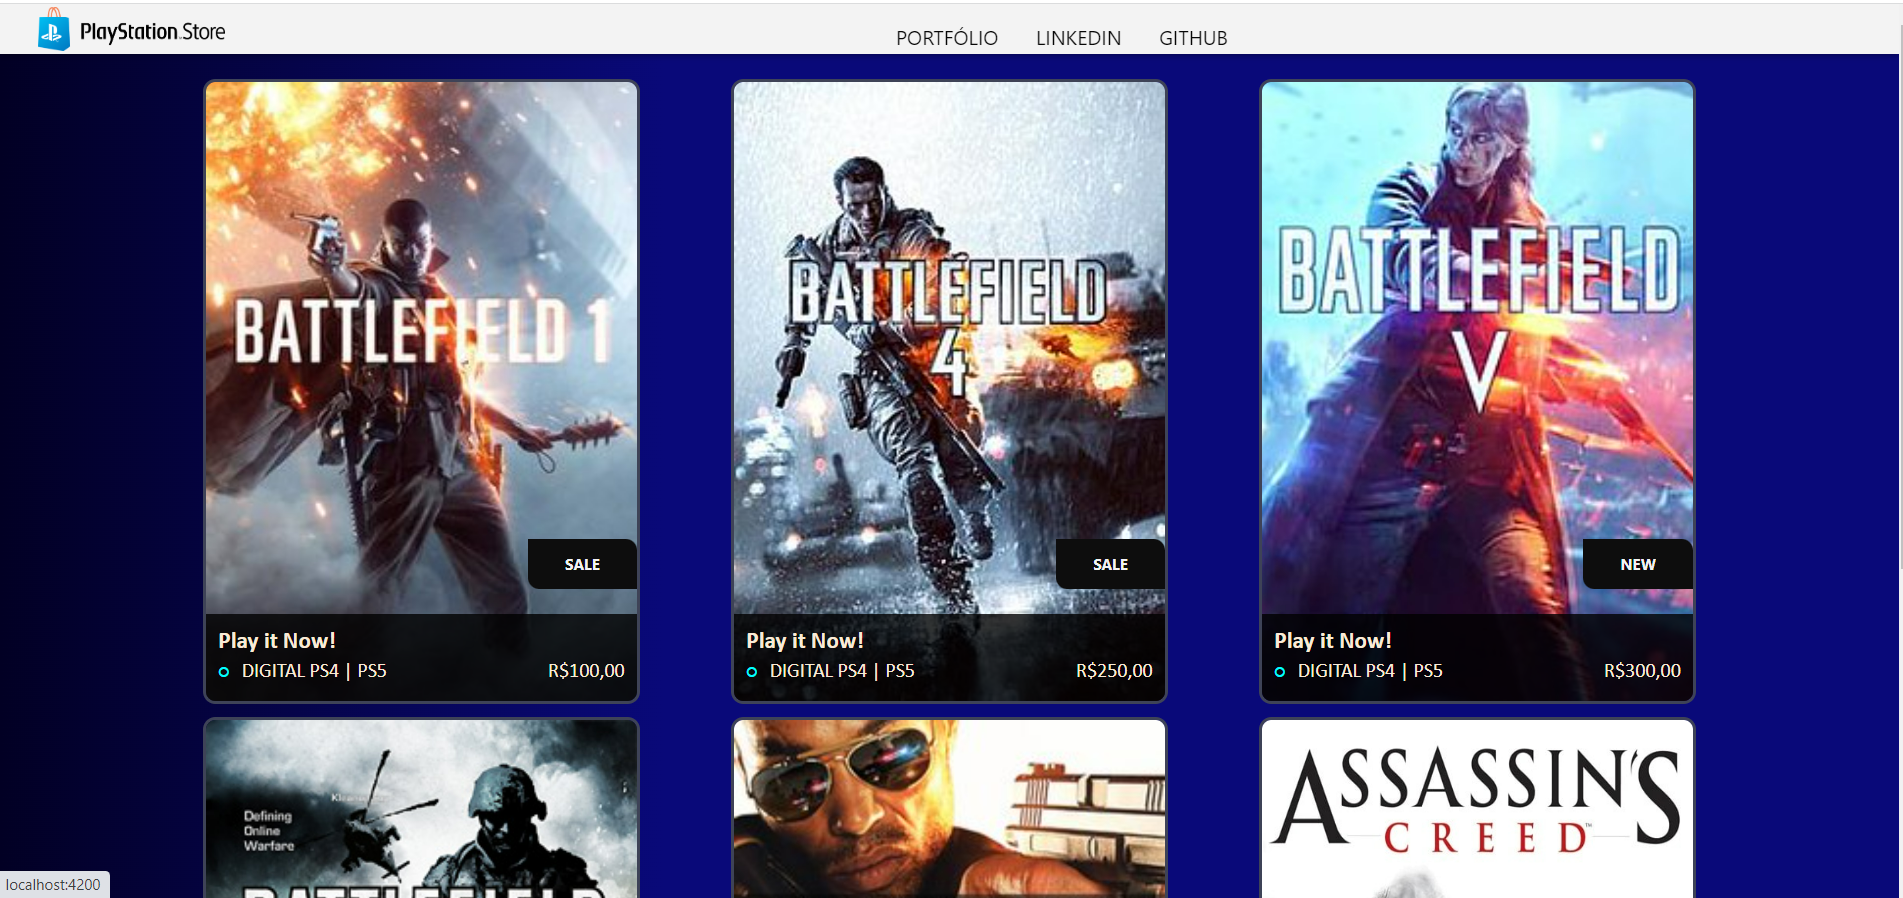 PlayStation Store
PORTFÓLIO LINKEDIN GITHUB
BATTLEFIELD 1
SALE
Play it Now!
DIGITAL PS4 | PS5 R$100,00
BATTLEFIELD
4
SALE
Play it Now!
DIGITAL PS4 | PS5 R$250,00
BATTLEFIELD
V
NEW
Play it Now!
DIGITAL PS4 | PS5 R$300,00
Defining
Online
Warfare
BATTLEFIELD
ASSASSIN'S
CREED™
localhost:4200